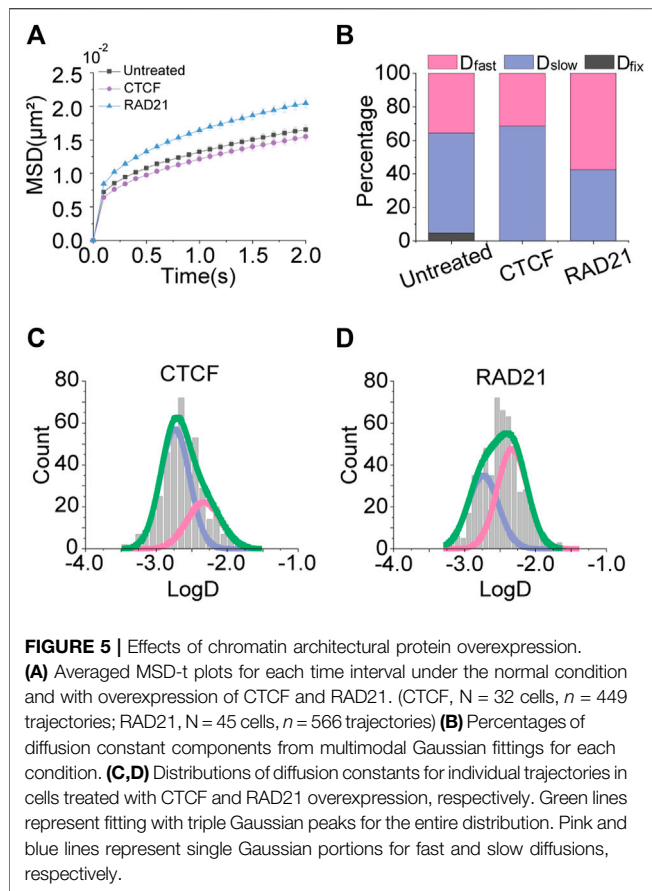 A
B
10⁻²
Untreated
CTCF
RAD21
MSD(µm²)
2.5
2.0
1.5
1.0
0.5
0.0
0.0 0.5 1.0 1.5 2.0
Time(s)
Dfast Dslow Dfix
Percentage
100
80
60
40
20
0
Untreated CTCF RAD21
C
D
CTCF
Count
80
60
40
20
0
-4.0 -3.0 -2.0 -1.0
LogD
RAD21
Count
80
60
40
20
0
-4.0 -3.0 -2.0 -1.0
LogD
FIGURE 5 | Effects of chromatin architectural protein overexpression.
(A) Averaged MSD-t plots for each time interval under the normal condition
and with overexpression of CTCF and RAD21. (CTCF, N = 32 cells, n = 449
trajectories; RAD21, N = 45 cells, n = 566 trajectories) (B) Percentages of
diffusion constant components from multimodal Gaussian fittings for each
condition. (C,D) Distributions of diffusion constants for individual trajectories in
cells treated with CTCF and RAD21 overexpression, respectively. Green lines
represent fitting with triple Gaussian peaks for the entire distribution. Pink and
blue lines represent single Gaussian portions for fast and slow diffusions,
respectively.